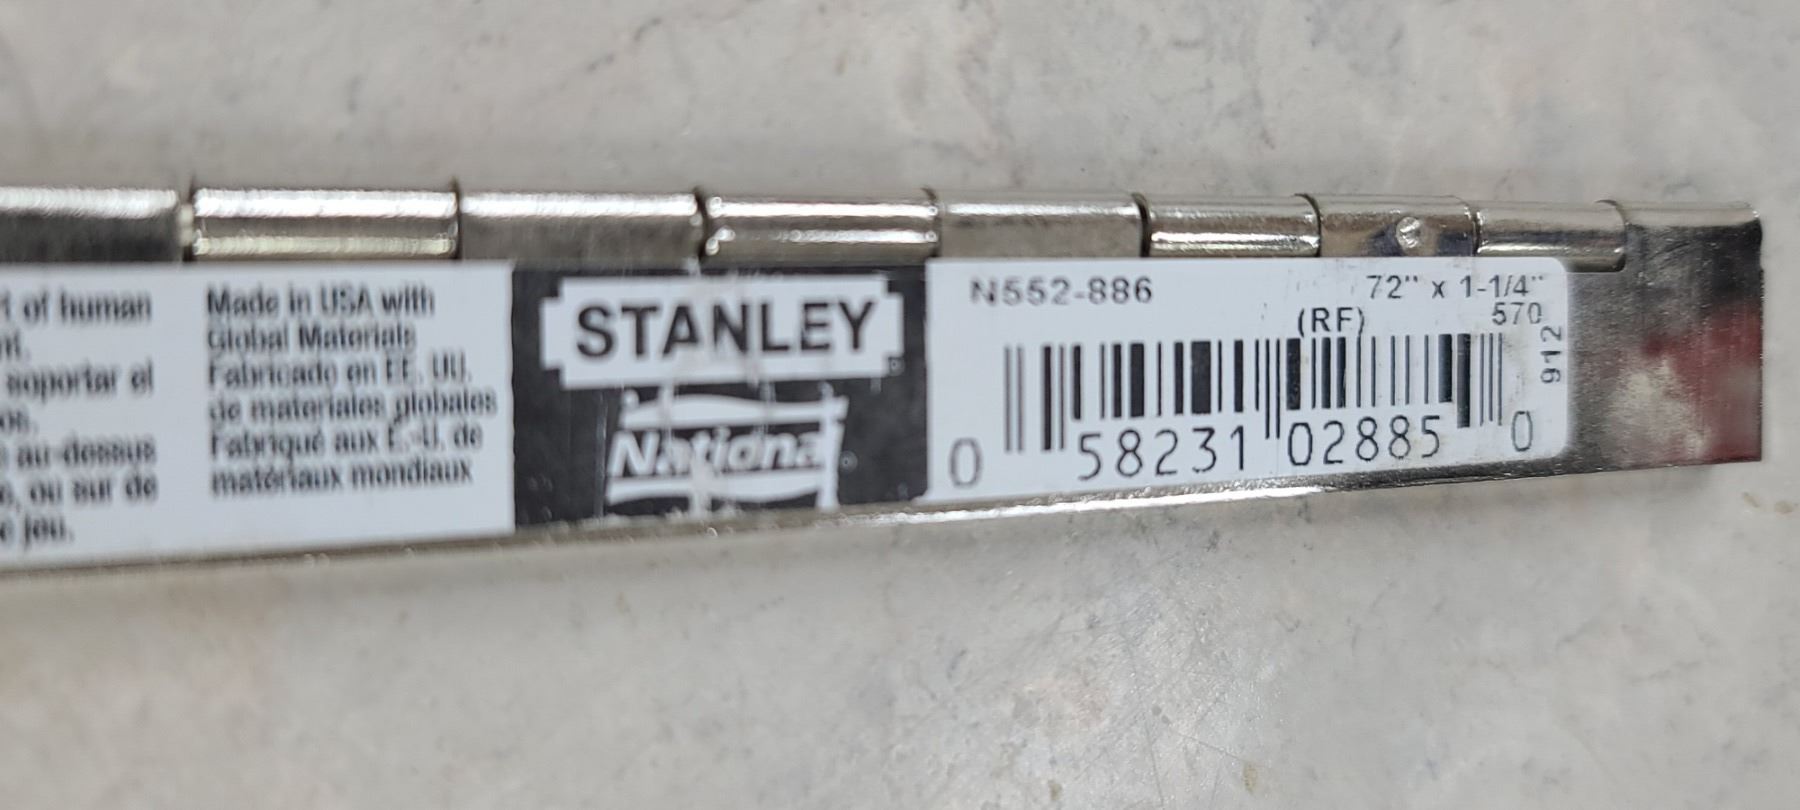 t of human
nt.
soportar el
os.
au-dessus
, ou sur de
e jeu.
Made in USA with
Global Materials
Fabricado en EE. UU.
de materiales globales
Fabriqué aux É.-U. de
matériaux mondiaux
STANLEY
National
N552-886
72" x 1-1/4"
(RF)
570
912
0 58231 02885 0